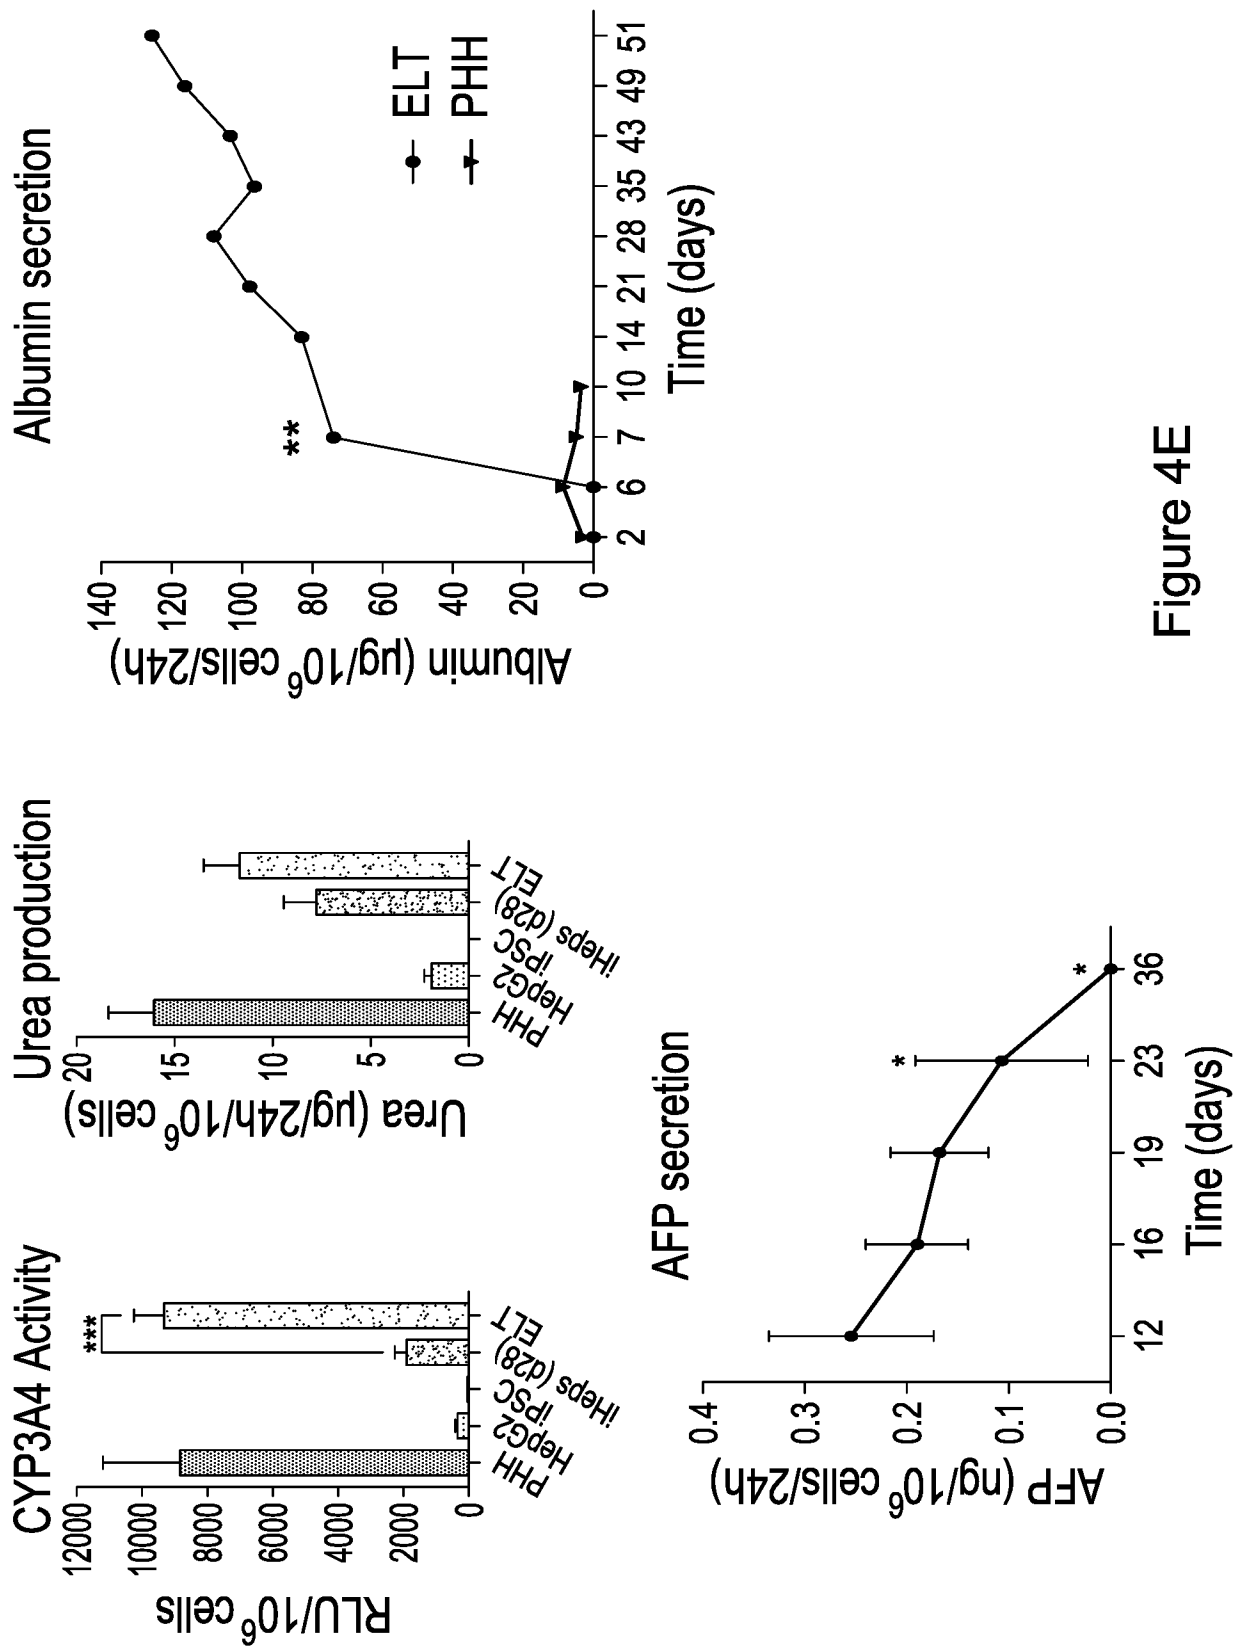 CYP3A4 Activity
RLU/10⁶ cells
12000
10000
8000
6000
4000
2000
0
***
PHH
HepG2
iPSC
iHeps (d28)
ELT
Urea production
Urea (µg/24h/10⁶ cells)
20
15
10
5
0
PHH
HepG2
iPSC
iHeps (d28)
ELT
Albumin secretion
Albumin (µg/10⁶ cells/24h)
140
120
100
80
60
40
20
0
**
ELT
PHH
2 6 7 10 14 21 28 35 43 49 51
Time (days)
AFP secretion
AFP (ng/10⁶ cells/24h)
0.4
0.3
0.2
0.1
0.0
*
*
12 16 19 23 36
Time (days)
Figure 4E